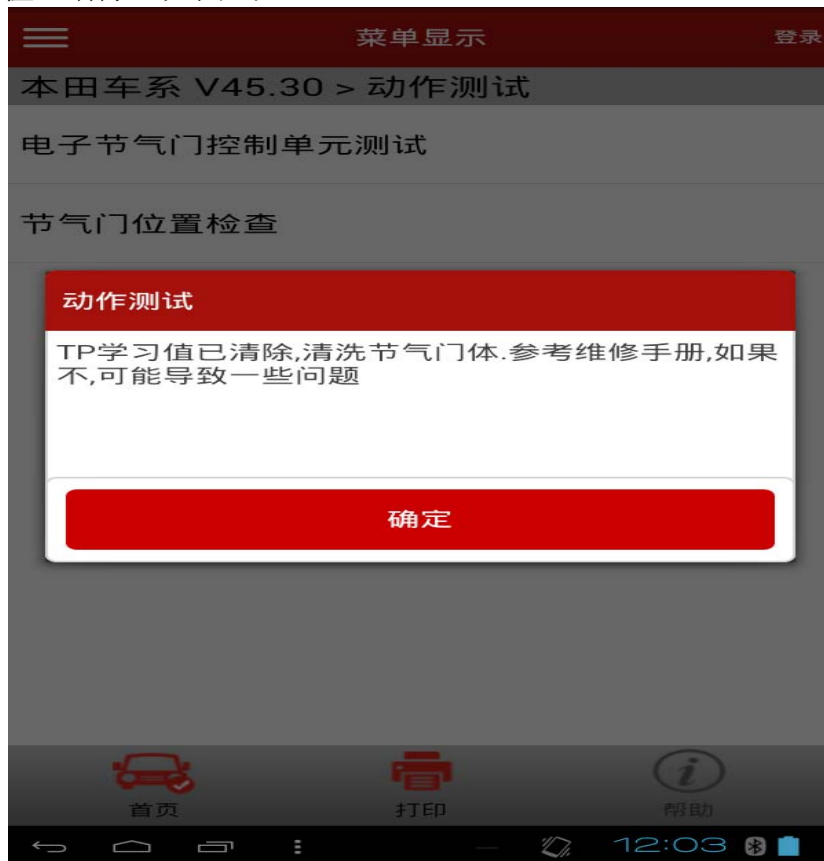 菜单显示
登录
本田车系 V45.30 > 动作测试
电子节气门控制单元测试
节气门位置检查
动作测试
TP学习值已清除,清洗节气门体.参考维修手册,如果
不,可能导致一些问题
确定
首页
打印
帮助
12:03